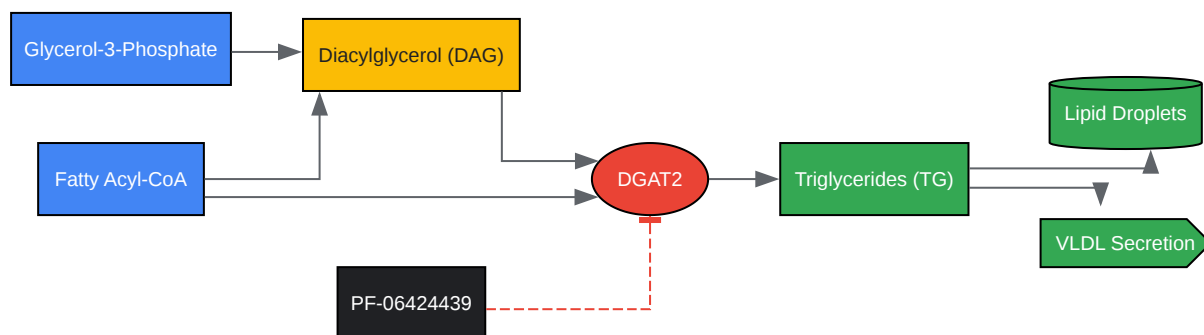 Glycerol-3-Phosphate
Diacylglycerol (DAG)
Lipid Droplets
Fatty Acyl-CoA
DGAT2
Triglycerides (TG)
VLDL Secretion
PF-06424439